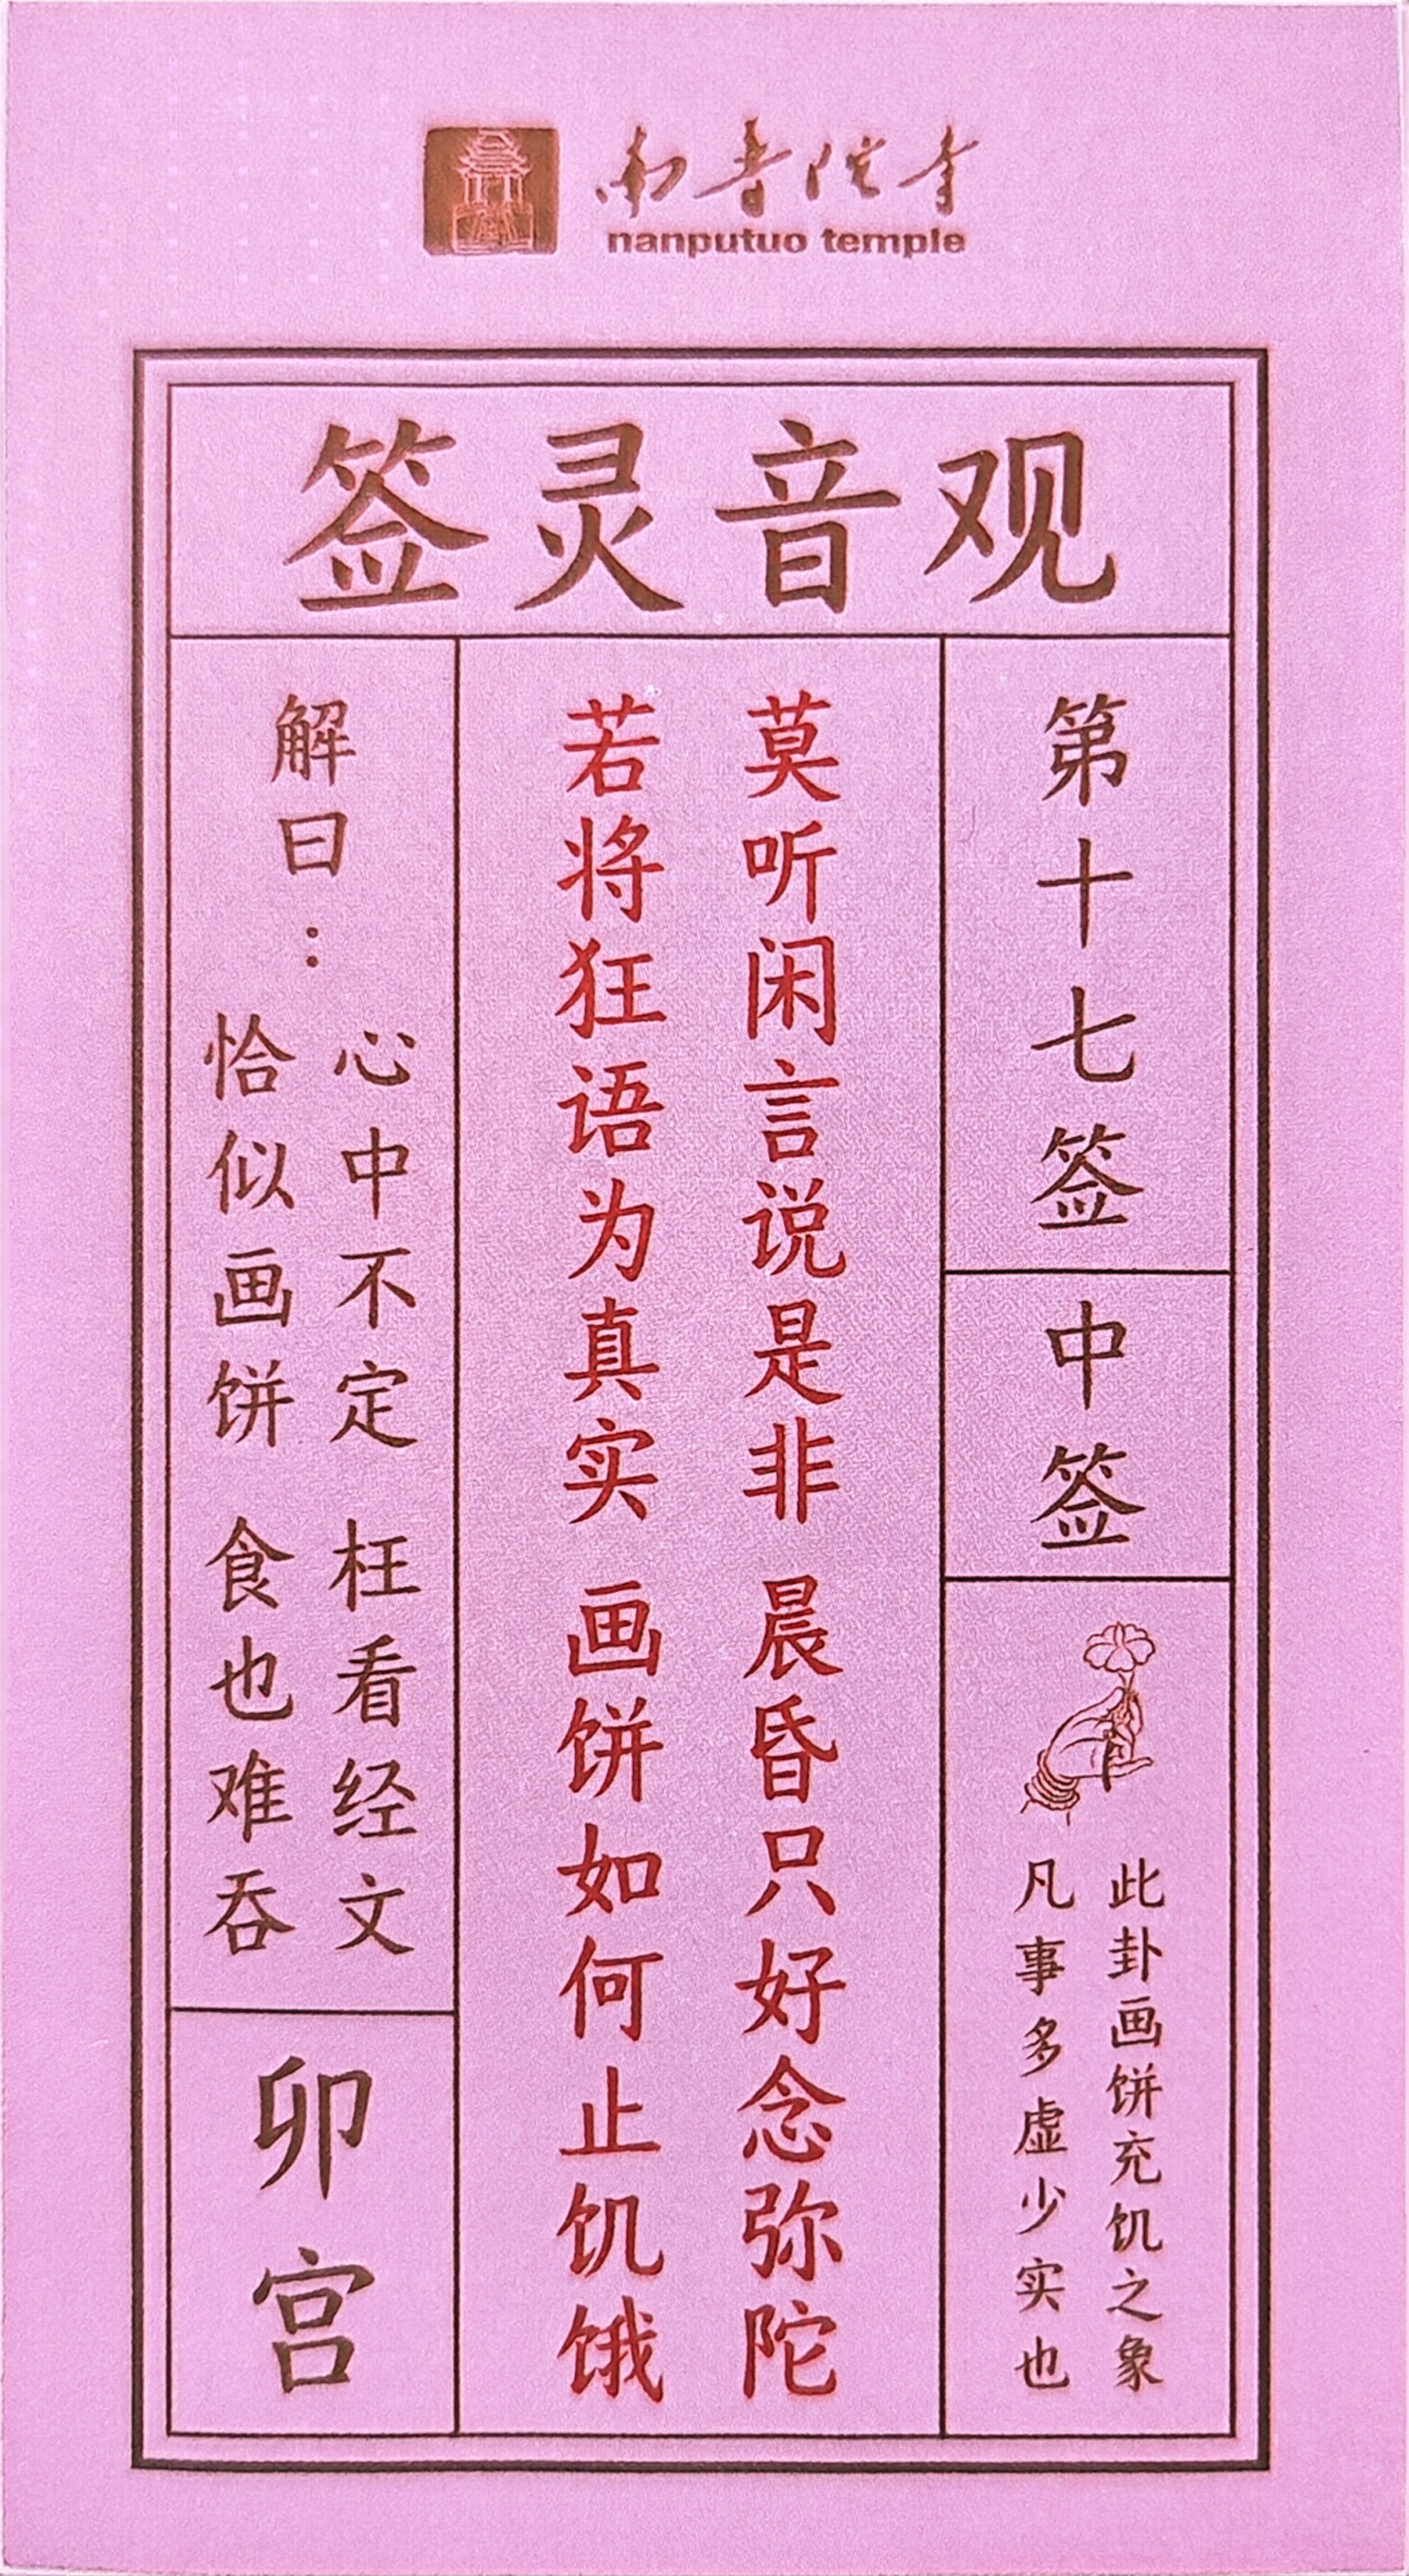 南普陀寺
nanputuo temple
观音灵签
第十七签
中签
此卦画饼充饥之象
凡事多虚少实也
莫听闲言说是非 晨昏只好念弥陀
若将狂语为真实 画饼如何止饥饿
解曰：
心中不定 枉看经文
恰似画饼 食也难吞
卯宫